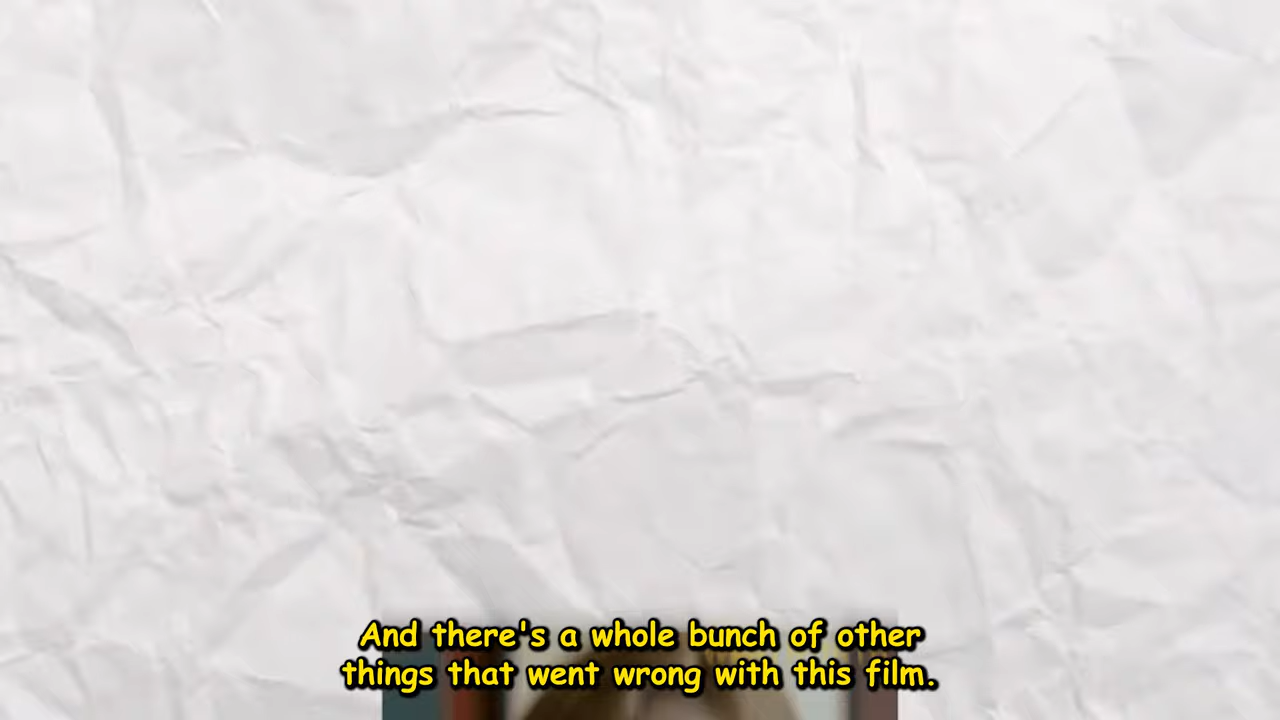 And there's a whole bunch of other
things that went wrong with this film.